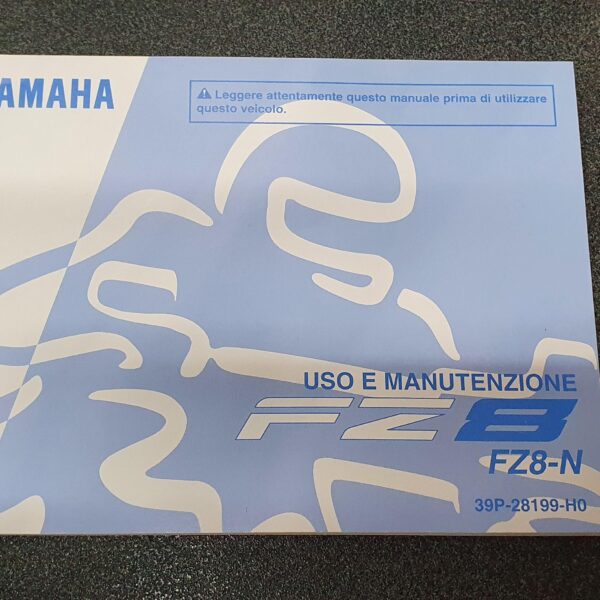 AMAHA
Leggere attentamente questo manuale prima di utilizzare
questo veicolo.
USO E MANUTENZIONE
FZ8
FZ8-N
39P-28199-H0